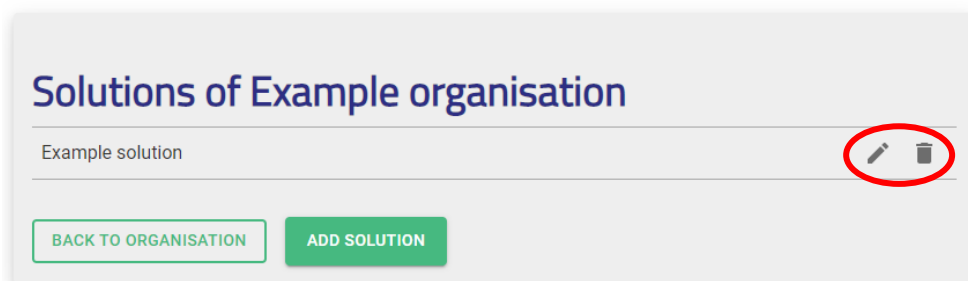 Solutions of Example organisation
Example solution
BACK TO ORGANISATION
ADD SOLUTION